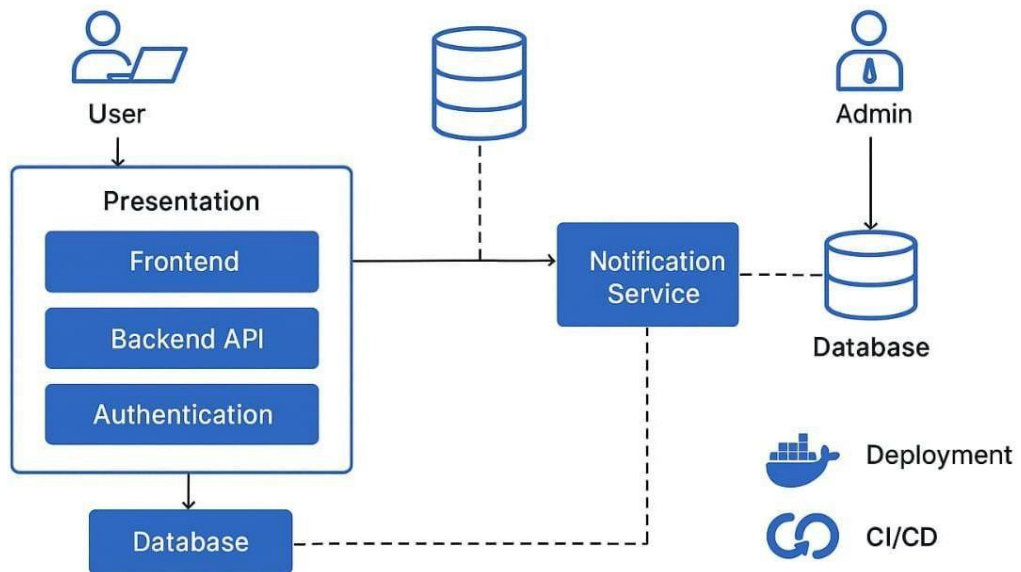 User
Admin
Presentation
Frontend
Backend API
Authentication
Notification
Service
Database
Database
Deployment
CI/CD